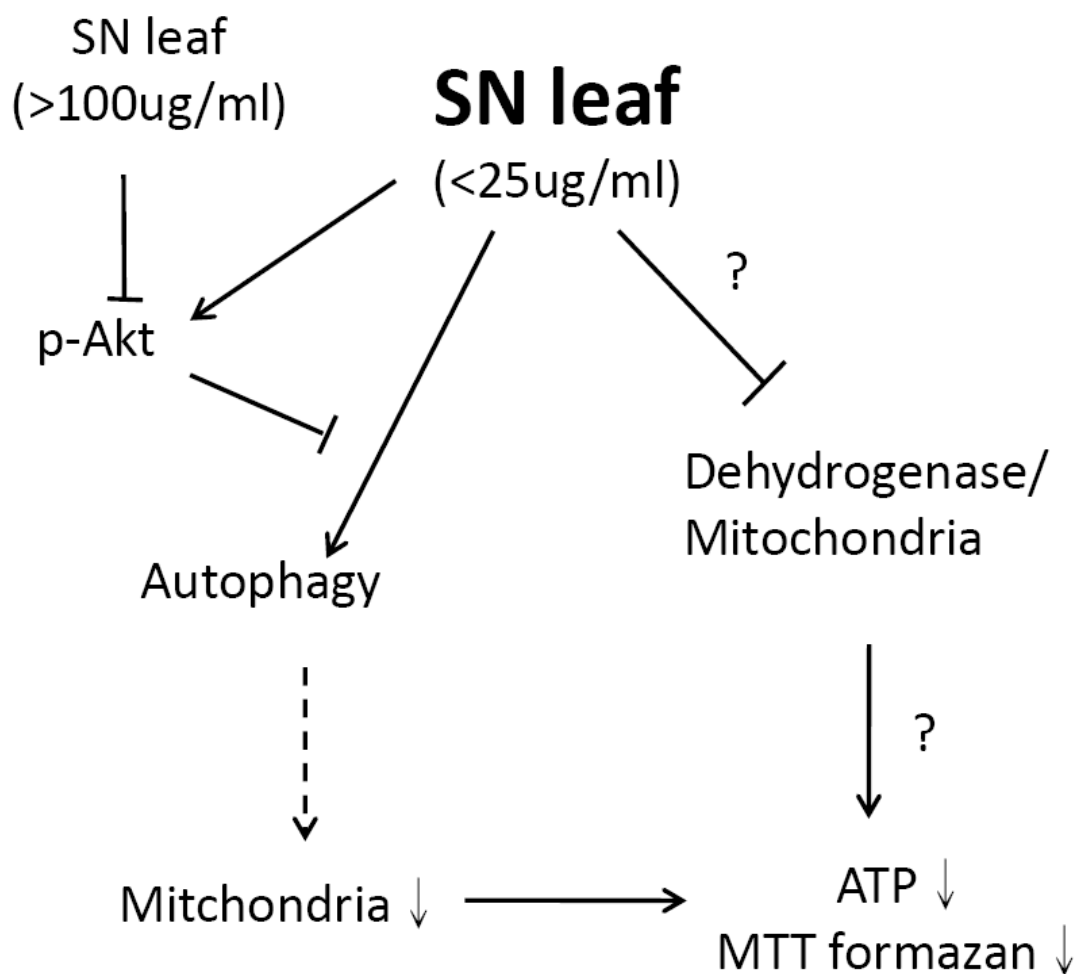 SN leaf
(>100ug/ml)
SN leaf
(<25ug/ml)
?
p-Akt
Dehydrogenase/
Mitochondria
Autophagy
?
Mitchondria ↓
ATP ↓
MTT formazan ↓